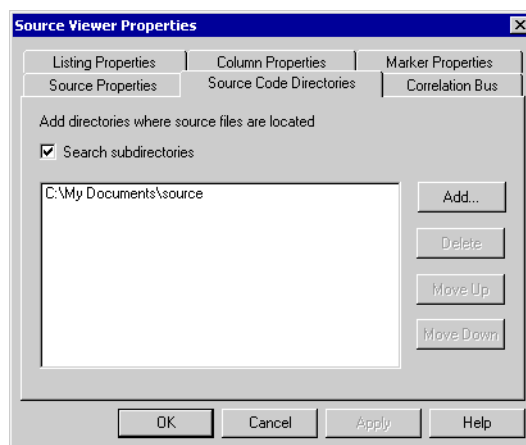 Source Viewer Properties
Listing Properties Column Properties Marker Properties
Source Properties Source Code Directories Correlation Bus
Add directories where source files are located
Search subdirectories
C:\My Documents\source
Add...
Delete
Move Up
Move Down
OK Cancel Apply Help